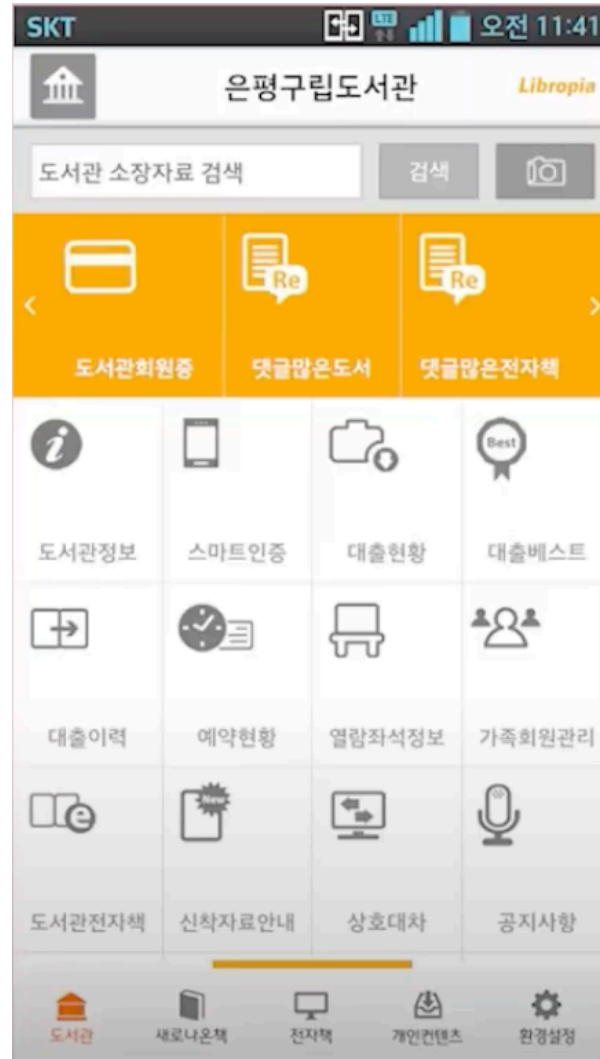 SKT LTE 오전 11:41
은평구립도서관 Libropia
도서관 소장자료 검색 검색
Re Re
도서관회원증 댓글많은도서 댓글많은전자책
i Best
도서관정보 스마트인증 대출현황 대출베스트
대출이력 예약현황 열람좌석정보 가족회원관리
e New
도서관전자책 신착자료안내 상호대차 공지사항
도서관 새로나온책 전자책 개인컨텐츠 환경설정